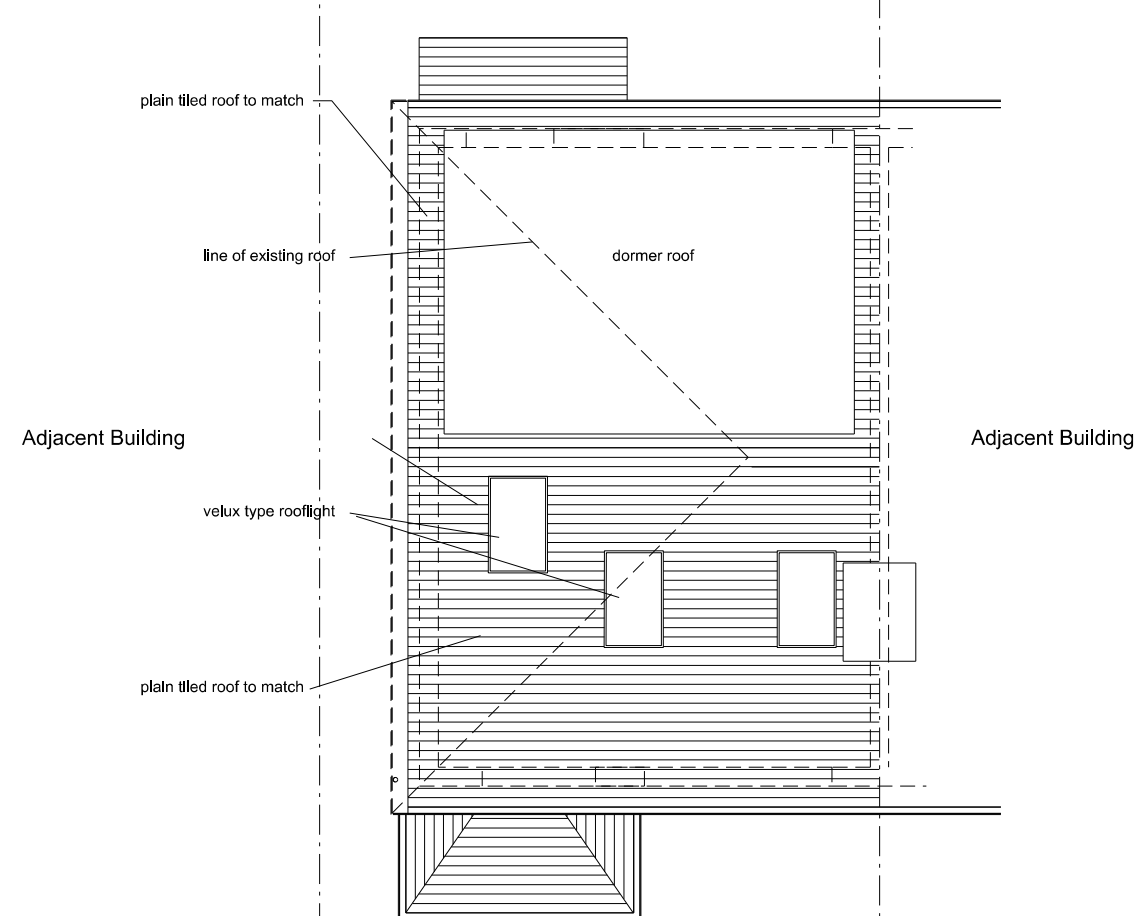 plain tiled roof to match
line of existing roof
dormer roof
Adjacent Building
Adjacent Building
velux type rooflight
plain tiled roof to match